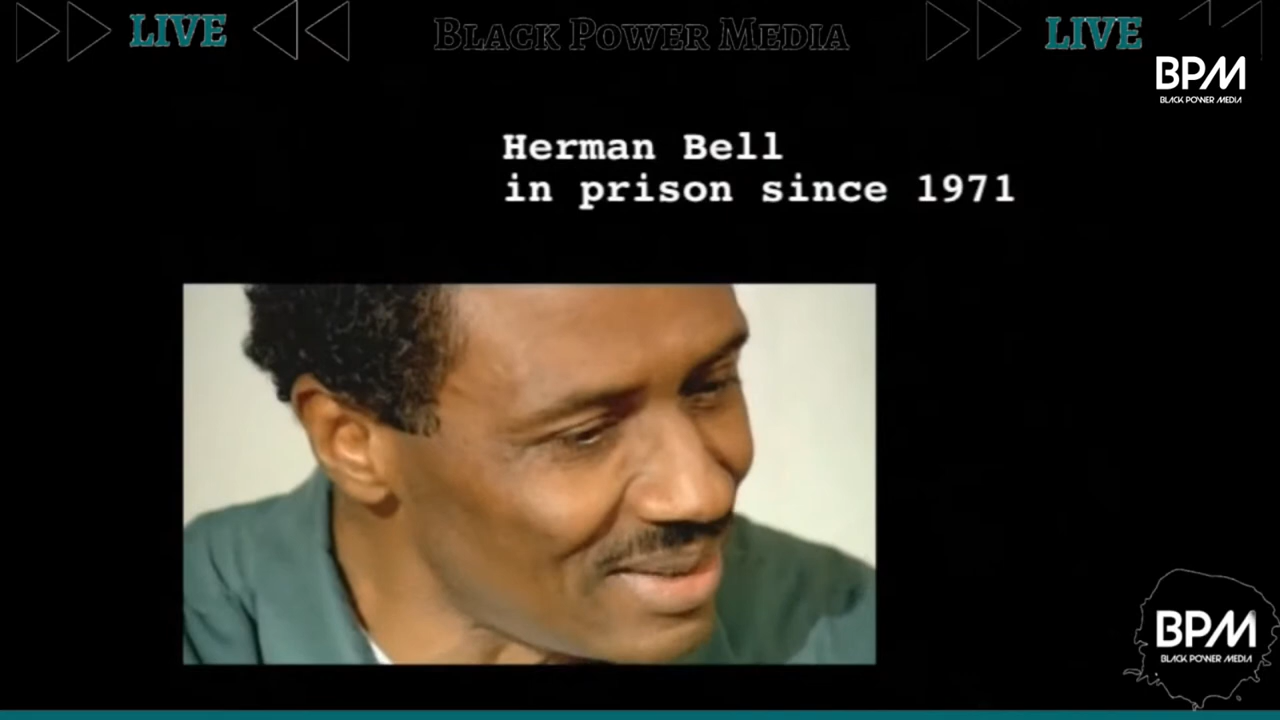 LIVE
BLACK POWER MEDIA
LIVE
BPM
BLACK POWER MEDIA
Herman Bell
in prison since 1971
BPM
BLACK POWER MEDIA